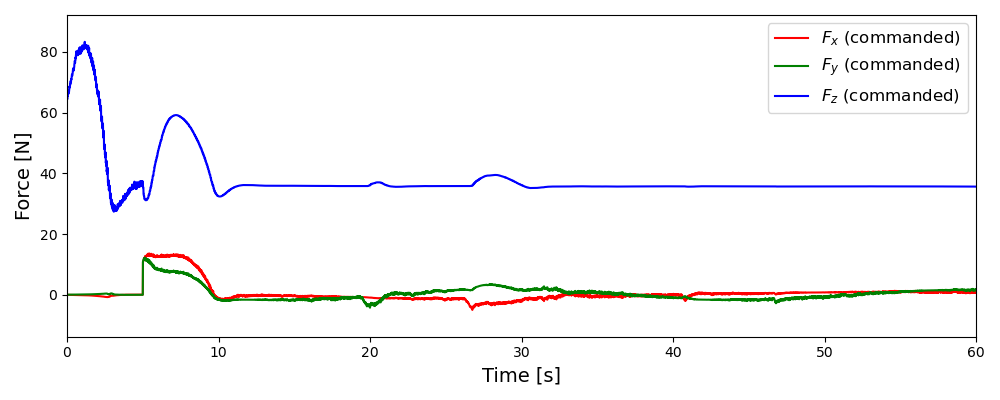 F_x (commanded)
F_y (commanded)
F_z (commanded)
Force [N]
80
60
40
20
0
0 10 20 30 40 50 60
Time [s]